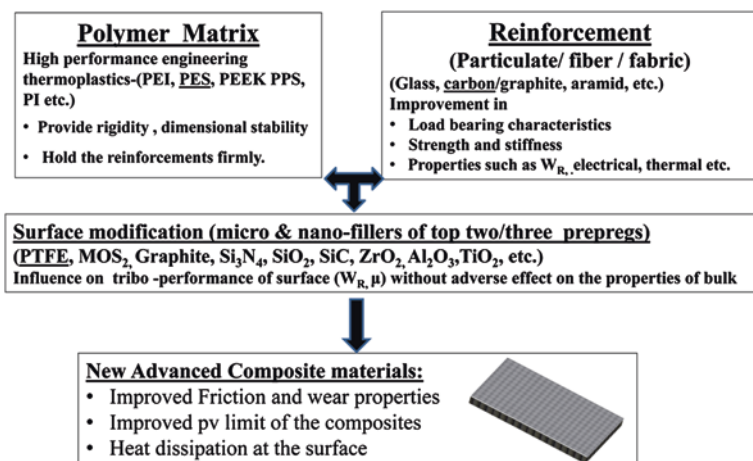 Polymer Matrix
High performance engineering
thermoplastics-(PEI, PES, PEEK PPS,
PI etc.)
• Provide rigidity , dimensional stability
• Hold the reinforcements firmly.
Reinforcement
(Particulate/ fiber / fabric)
(Glass, carbon/graphite, aramid, etc.)
Improvement in
• Load bearing characteristics
• Strength and stiffness
• Properties such as W_R, .electrical, thermal etc.
Surface modification (micro & nano-fillers of top two/three prepregs)
(PTFE, MOS₂, Graphite, Si₃N₄, SiO₂, SiC, ZrO₂, Al₂O₃,TiO₂, etc.)
Influence on tribo -performance of surface (W_R, μ) without adverse effect on the properties of bulk
New Advanced Composite materials:
• Improved Friction and wear properties
• Improved pv limit of the composites
• Heat dissipation at the surface